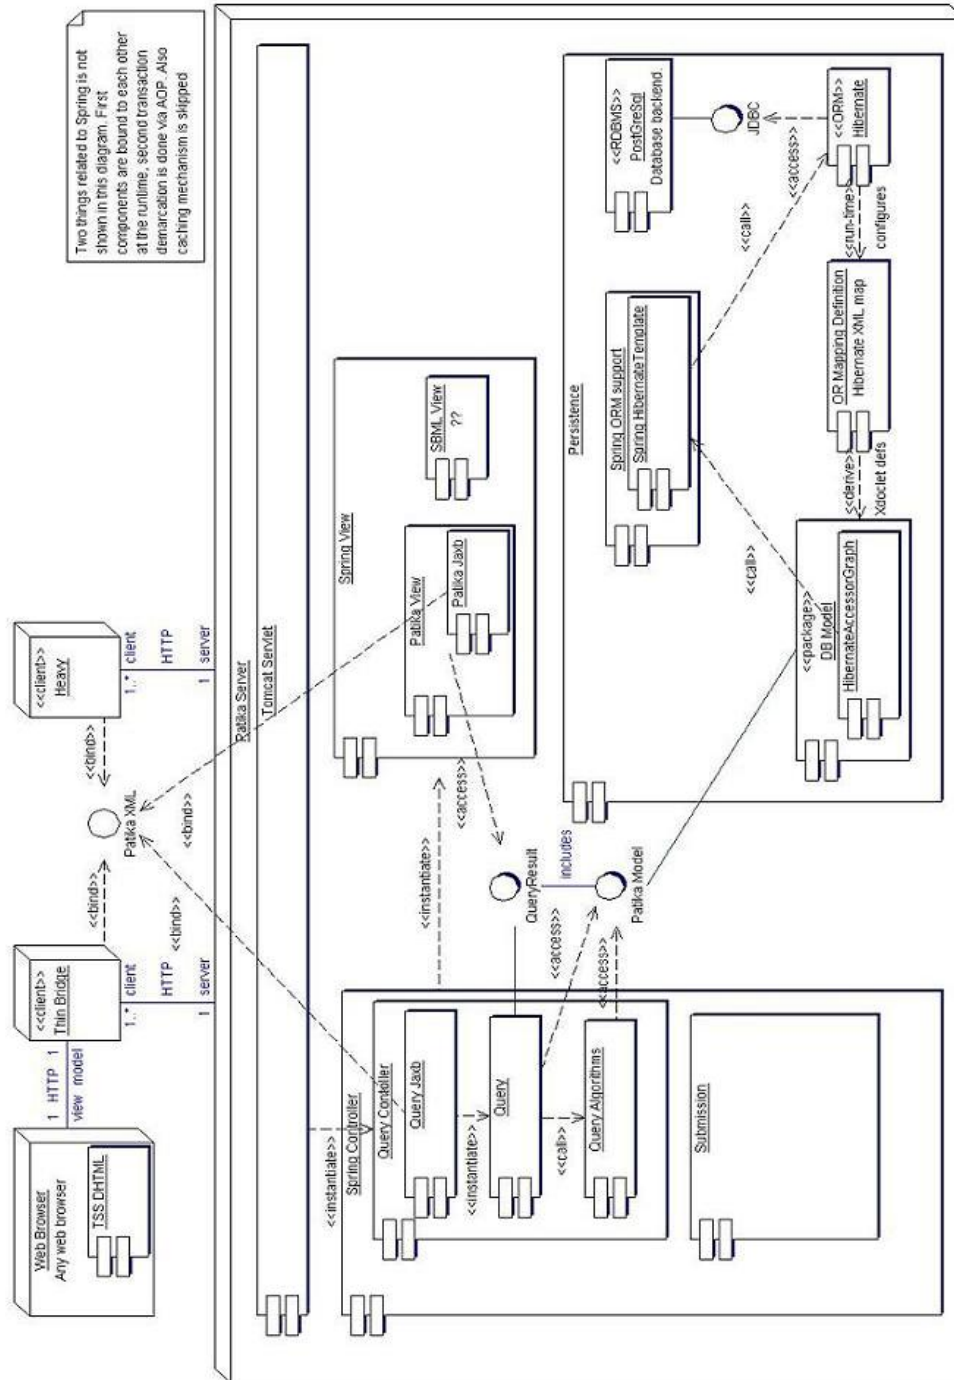 Two things related to Spring is not
shown in this diagram. First
components are bound to each other
at the runtime, second transaction
demarcation is done via AOP. Also
caching mechanism is skipped
Web Browser
Any web browser
TSS DHTML
1 HTTP 1
view model
<<client>>
Thin Bridge
<<bind>>
Patika XML
<<bind>>
<<client>>
Heavy
1..* client
HTTP
1 server
<<bind>>
<<bind>>
1..* client
HTTP
1 server
Patika Server
Tomcat Servlet
<<instantiate>>
Spring Controller
Query Contoller
Query Jaxb
<<instantiate>>
Query
<<call>>
Query Algorithms
Submission
<<instantiate>>
<<access>>
QueryResult
includes
<<access>>
<<access>>
Patika Model
Spring View
Patika View
Patika Jaxb
SBML View
??
Persistence
Spring ORM support
Spring HibernateTemplate
<<RDBMS>>
PostGreSql
Database backend.
JDBC
<<access>>
<<call>>
<<call>>
<<package>>
DB Model
HibernateAccessorGraph
<<derive>>
Xdoclet defs
OR Mapping Definition
Hibernate XML map
<<run-time>>
configures
<<ORM>>
Hibernate